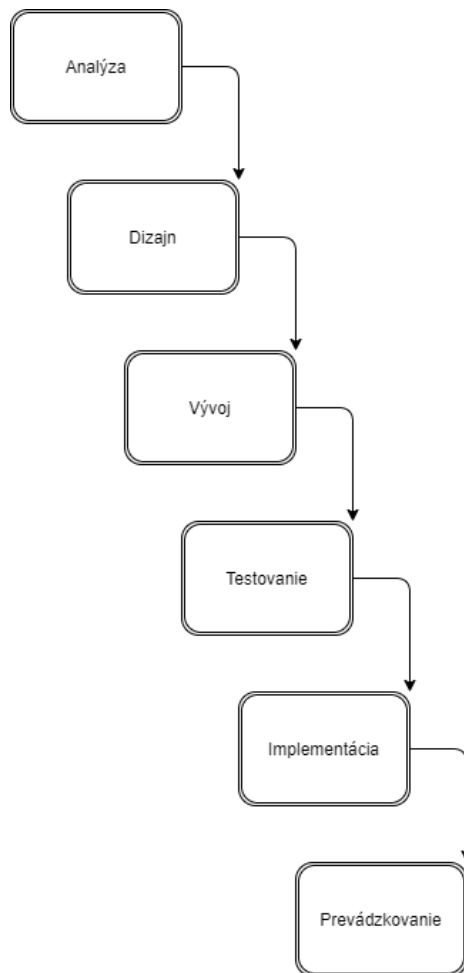 Analýza
Dizajn
Vývoj
Testovanie
Implementácia
Prevádzkovanie